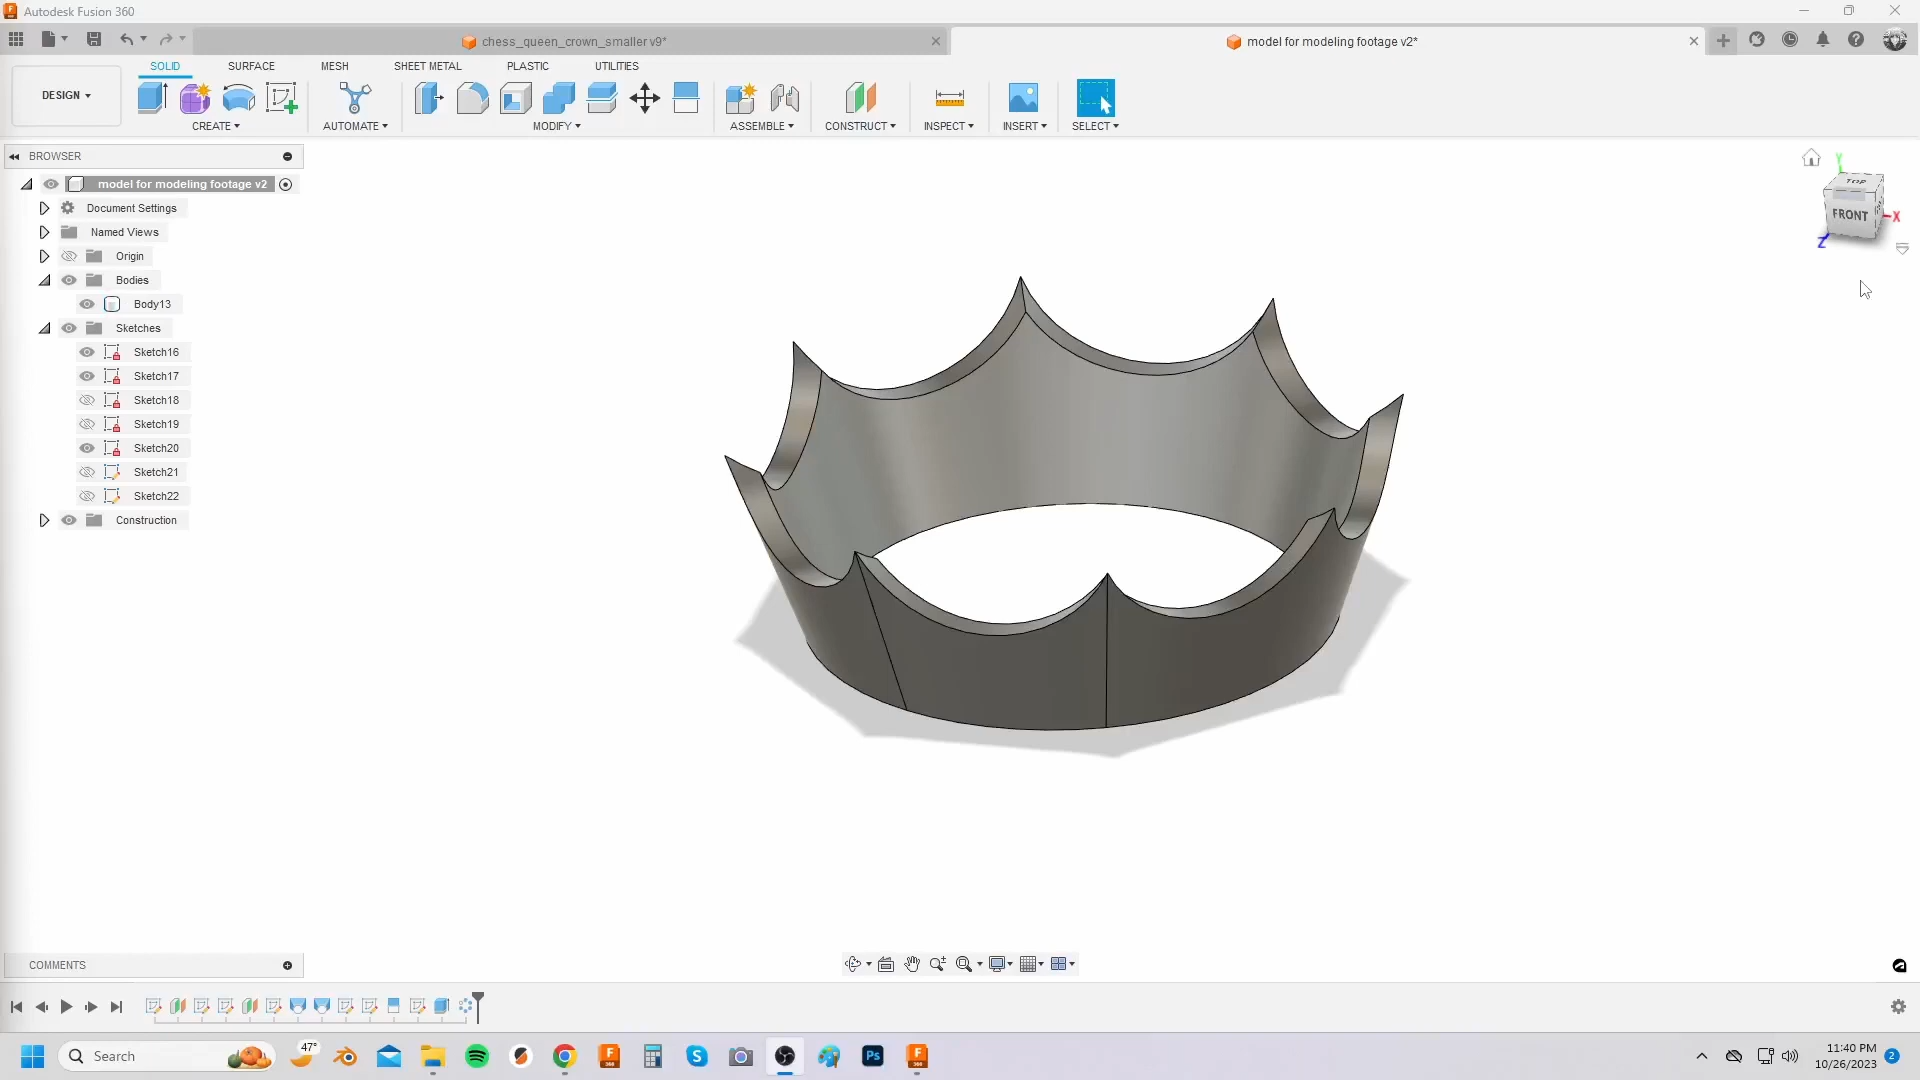 Autodesk Fusion 360
chess_queen_crown_smaller v9*
model for modeling footage v2*
SOLID SURFACE MESH SHEET METAL PLASTIC UTILITIES
DESIGN
CREATE AUTOMATE MODIFY ASSEMBLE CONSTRUCT INSPECT INSERT SELECT
BROWSER
model for modeling footage v2
Document Settings
Named Views
Origin
Bodies
Body13
Sketches
Sketch16
Sketch17
Sketch18
Sketch19
Sketch20
Sketch21
Sketch22
Construction
Y
TOP
FRONT
X
Z
COMMENTS
Search
47°
Ps
11:40 PM
10/26/2023
2